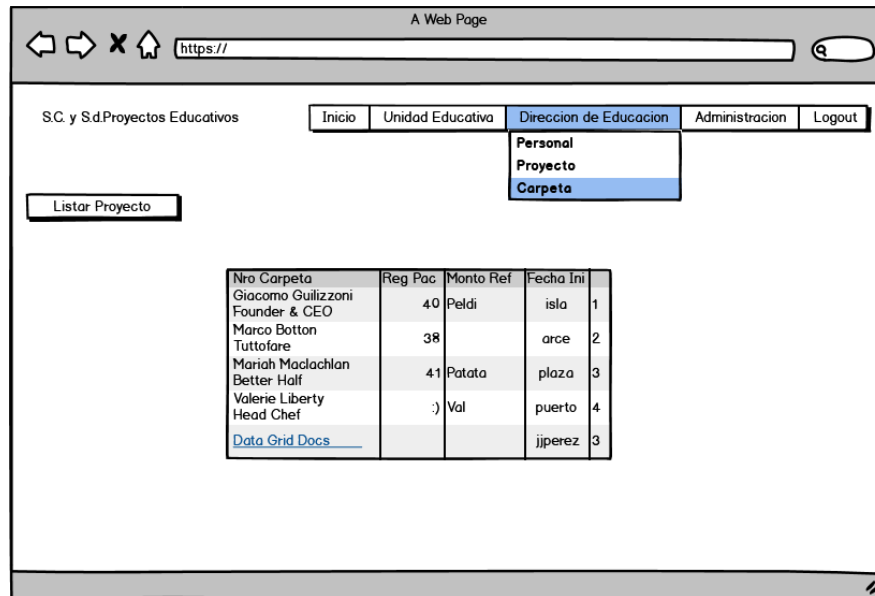 A Web Page
https://
S.C. y S.d.Proyectos Educativos
Inicio Unidad Educativa Direccion de Educacion Administracion Logout
Personal
Proyecto
Carpeta
Listar Proyecto
Nro Carpeta Reg Pac Monto Ref Fecha Ini
Giacomo Guilizzoni
Founder & CEO 40 Peldi isla 1
Marco Botton
Tuttofare 38 arce 2
Mariah Maclachlan
Better Half 41 Patata plaza 3
Valerie Liberty
Head Chef :) Val puerto 4
Data Grid Docs jjperez 3